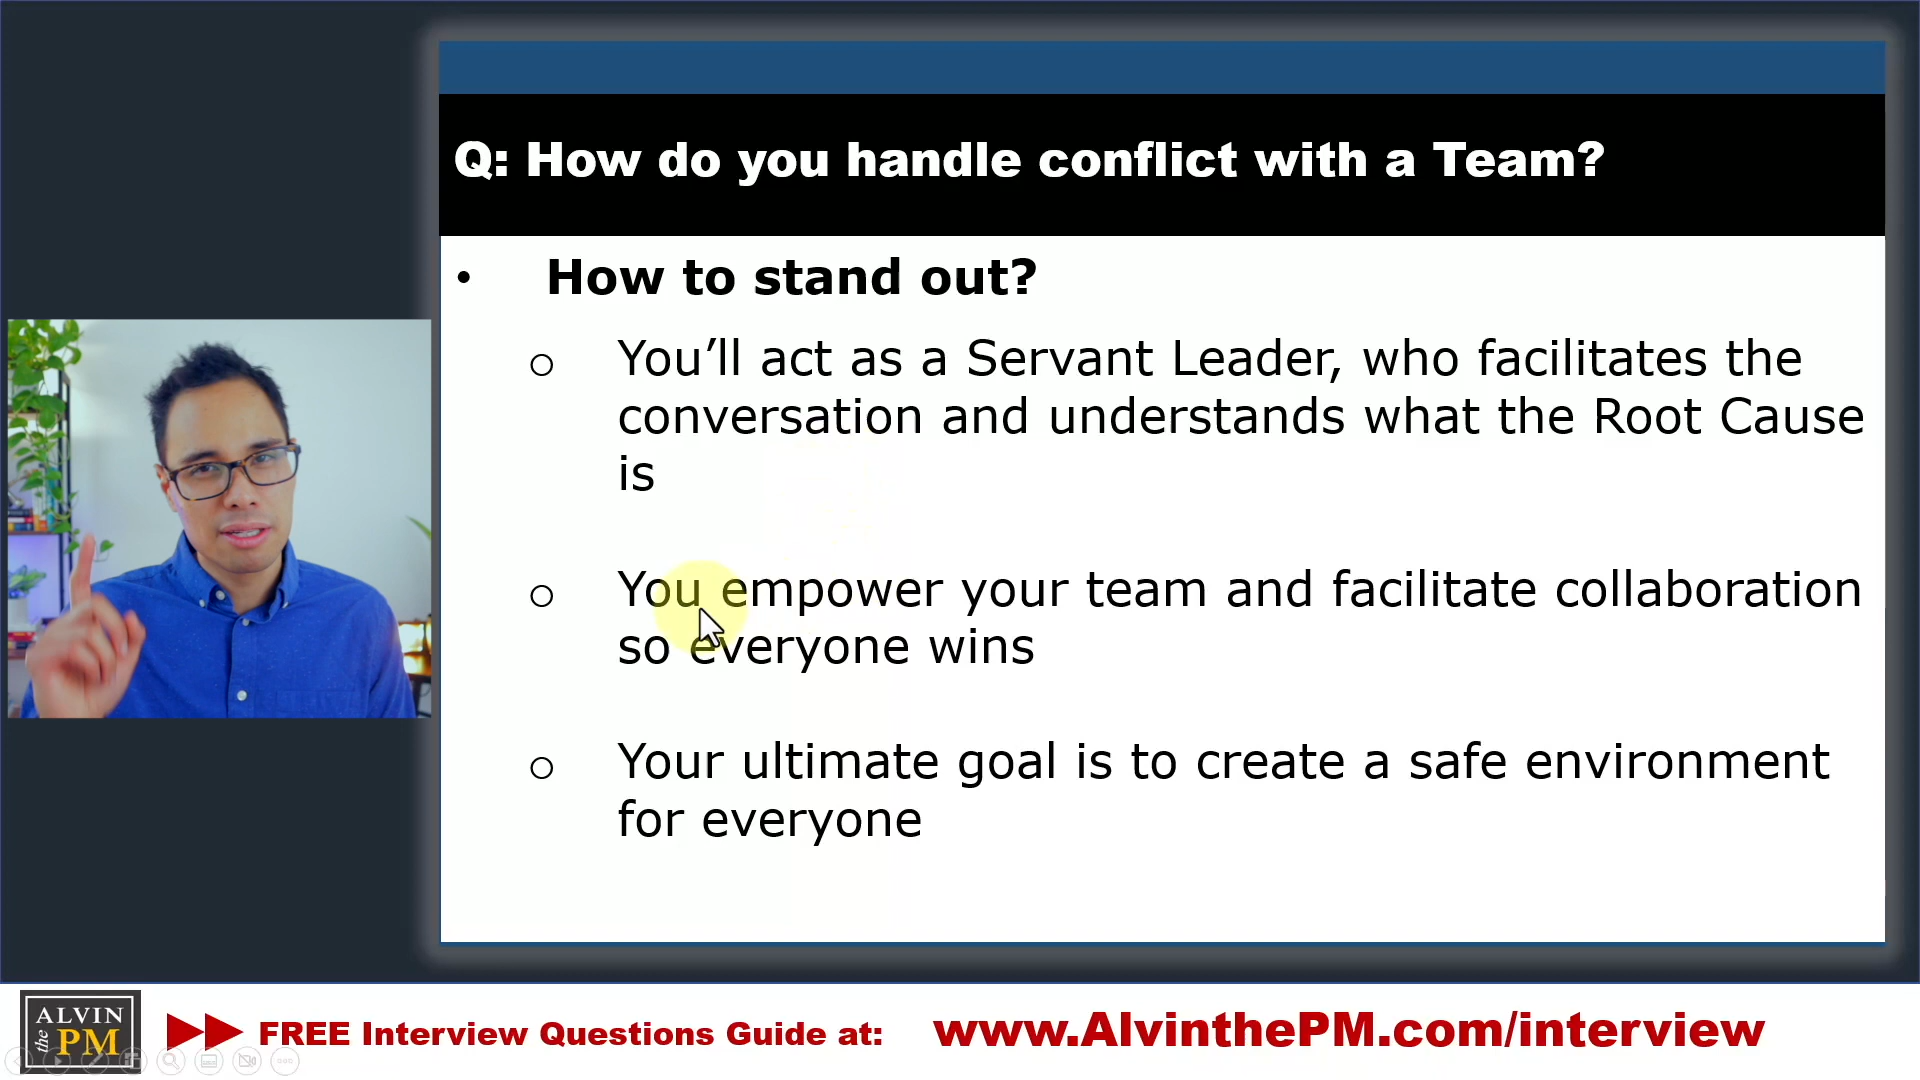 Q: How do you handle conflict with a Team?
• How to stand out?
o You’ll act as a Servant Leader, who facilitates the
conversation and understands what the Root Cause
is
o You empower your team and facilitate collaboration
so everyone wins
o Your ultimate goal is to create a safe environment
for everyone
ALVIN
the PM
FREE Interview Questions Guide at: www.AlvinthePM.com/interview